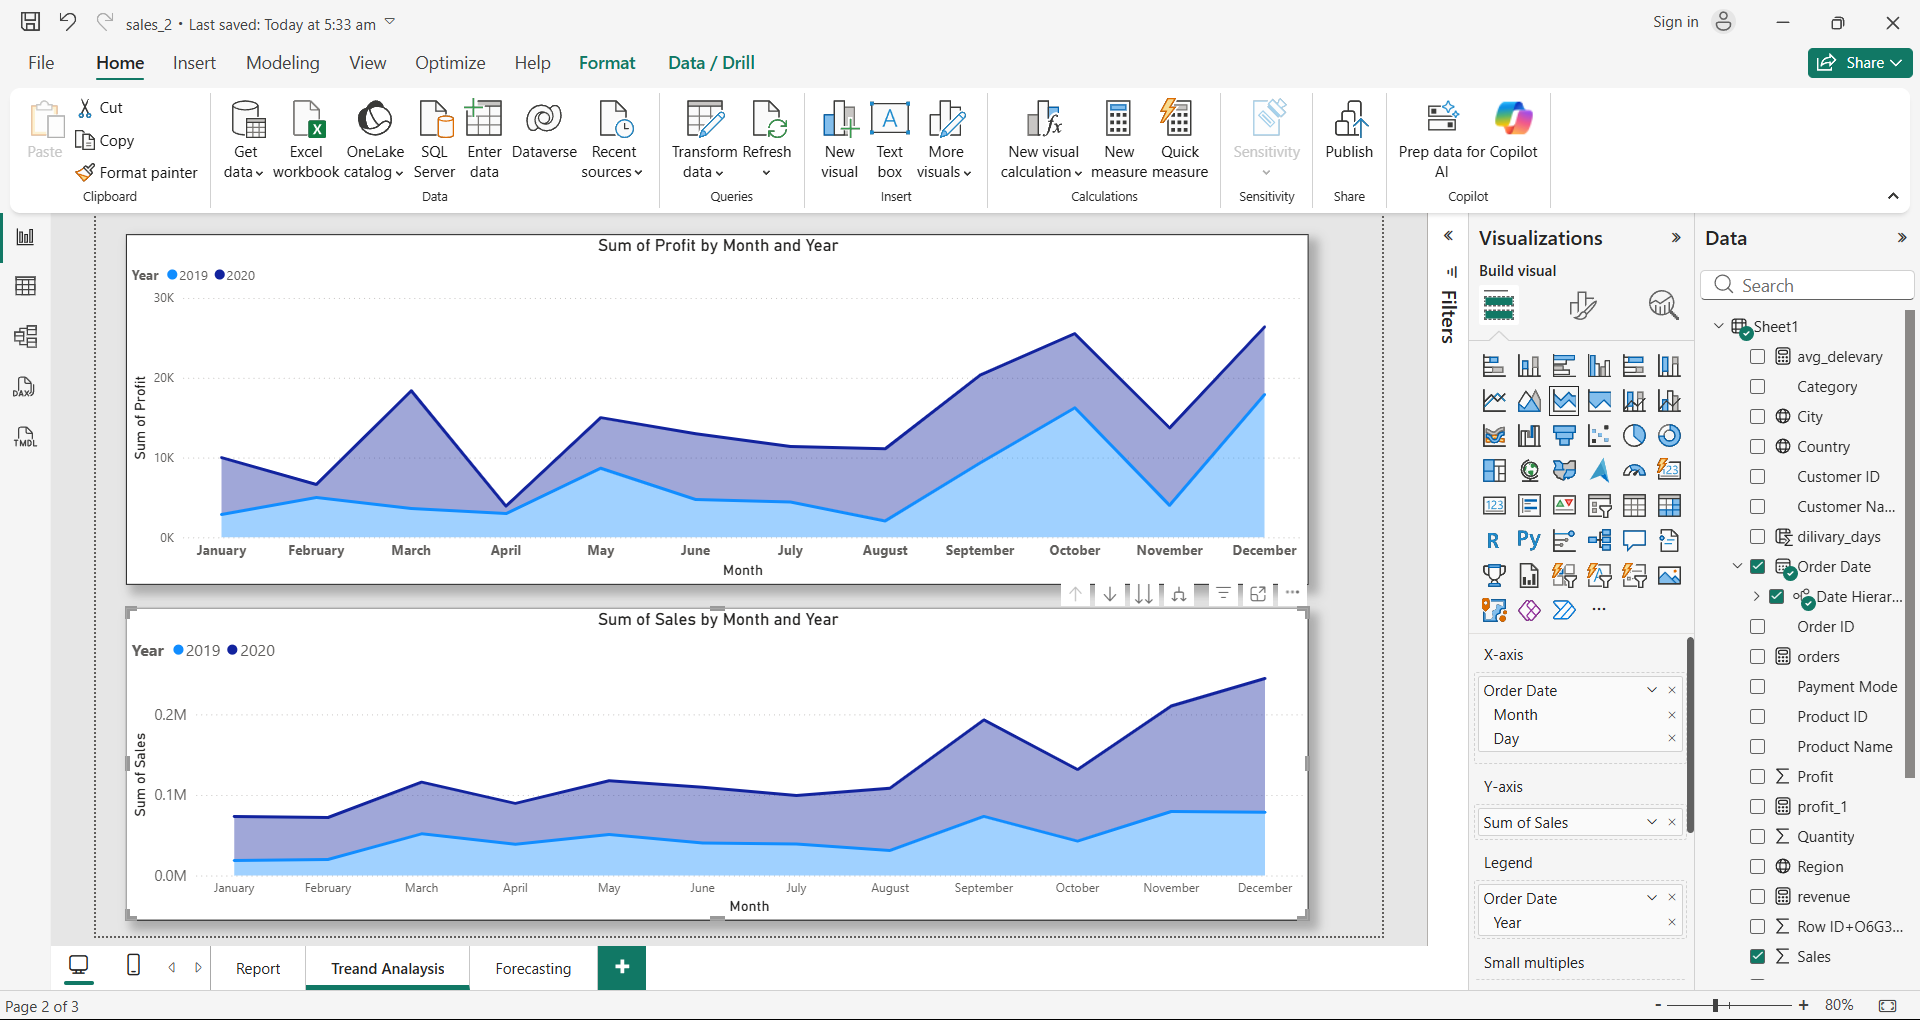 sales_2 • Last saved: Today at 5:33 am
Sign in
File Home Insert Modeling View Optimize Help Format Data / Drill
Share
Paste
Cut
Copy
Format painter
Clipboard
Get data
Excel workbook
OneLake catalog
SQL Server
Enter data
Dataverse
Recent sources
Data
Transform data
Refresh
Queries
New visual
Text box
More visuals
Insert
New visual calculation
New measure
Quick measure
Calculations
Sensitivity
Sensitivity
Publish
Share
Prep data for AI
Copilot
Copilot
DAX
TMDL
Sum of Profit by Month and Year
Year 2019 2020
30K
20K
10K
0K
Sum of Profit
January February March April May June July August September October November December
Month
Sum of Sales by Month and Year
Year 2019 2020
0.2M
0.1M
0.0M
Sum of Sales
January February March April May June July August September October November December
Month
Filters
Visualizations
Build visual
123
123
R Py
X-axis
Order Date
Month
Day
Y-axis
Sum of Sales
Legend
Order Date
Year
Small multiples
Data
Search
Sheet1
avg_delevary
Category
City
Country
Customer ID
Customer Na...
dilivary_days
Order Date
Date Hierar...
Order ID
orders
Payment Mode
Product ID
Product Name
Profit
profit_1
Quantity
Region
revenue
Row ID+O6G3...
Sales
Report
Treand Analaysis
Forecasting
Page 2 of 3
- + 80%